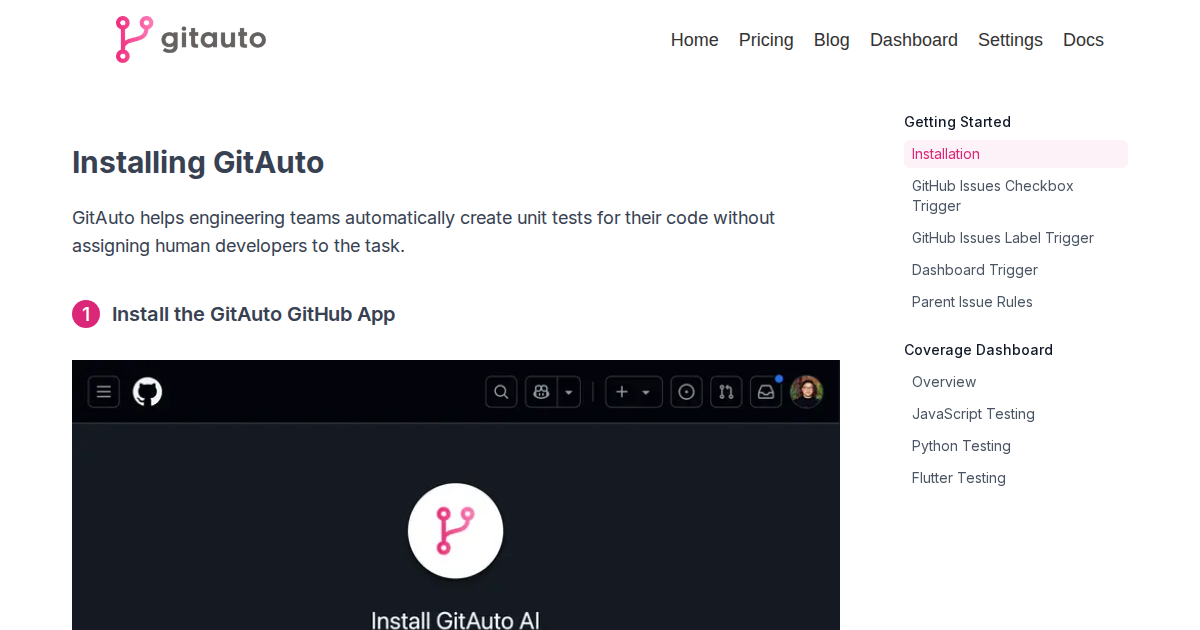 gitauto
Home Pricing Blog Dashboard Settings Docs
Installing GitAuto
GitAuto helps engineering teams automatically create unit tests for their code without
assigning human developers to the task.
1 Install the GitAuto GitHub App
Install GitAuto AI
Getting Started
Installation
GitHub Issues Checkbox
Trigger
GitHub Issues Label Trigger
Dashboard Trigger
Parent Issue Rules
Coverage Dashboard
Overview
JavaScript Testing
Python Testing
Flutter Testing